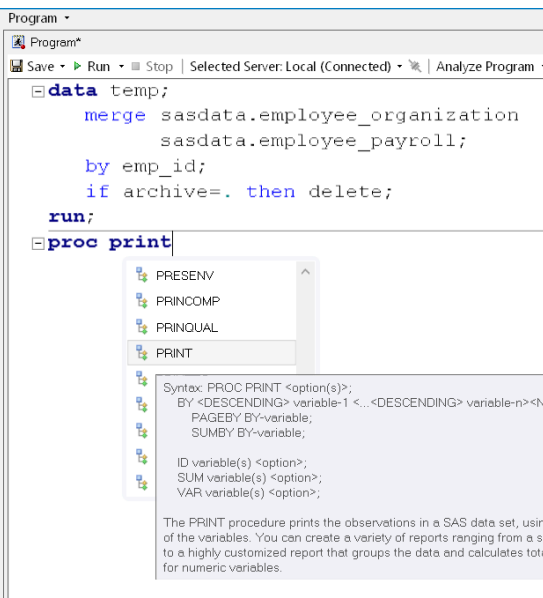 Program
Program*
Save Run Stop Selected Server: Local (Connected) Analyze Program
data temp;
merge sasdata.employee_organization
sasdata.employee_payroll;
by emp_id;
if archive=. then delete;
run;
proc print
PRESENV
PRINCOMP
PRINQUAL
PRINT
Syntax: PROC PRINT <option(s)>;
BY <DESCENDING> variable-1 <...<DESCENDING> variable-n><N
PAGEBY BY-variable;
SUMBY BY-variable;
ID variable(s) <option>;
SUM variable(s) <option>;
VAR variable(s) <option>;
The PRINT procedure prints the observations in a SAS data set, usin
of the variables. You can create a variety of reports ranging from a s
to a highly customized report that groups the data and calculates tot
for numeric variables.